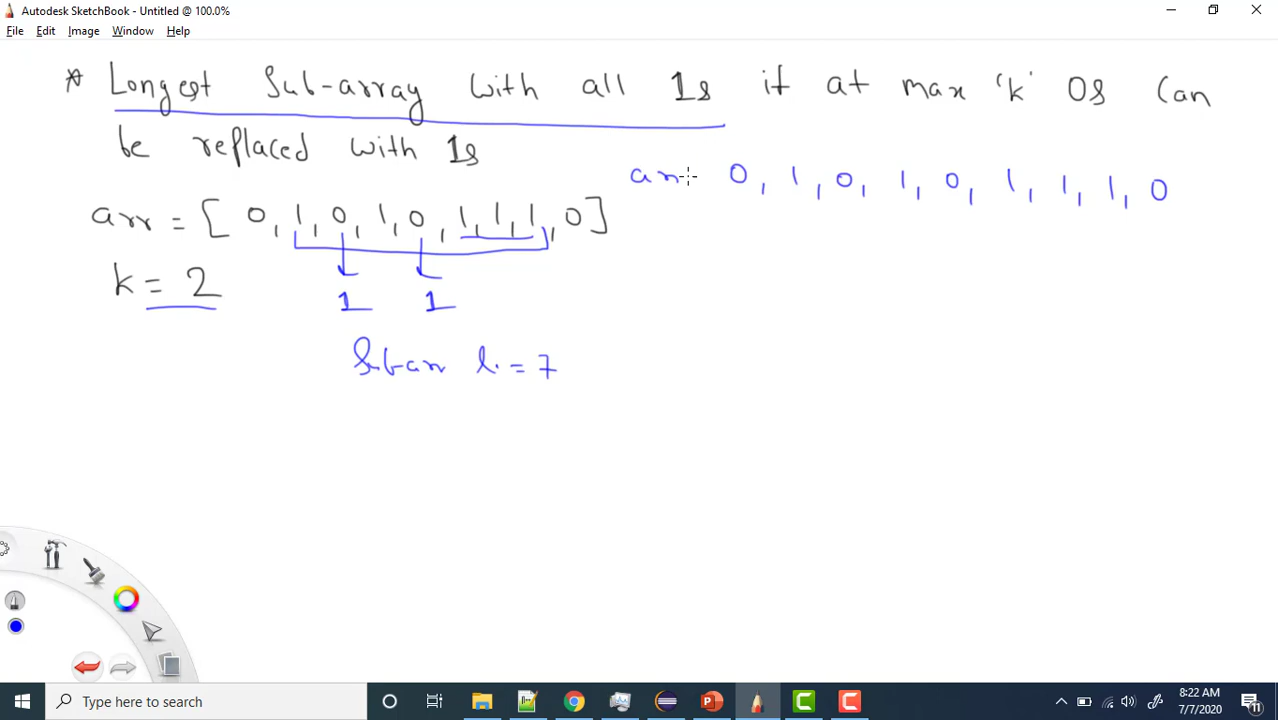 Autodesk SketchBook - Untitled @ 100.0%
File Edit Image Window Help
* Longest Sub-array with all 1s if at max 'k' 0s can
be replaced with 1s
arr 0, 1, 0, 1, 0, 1, 1, 1, 0
arr = [ 0, 1, 0, 1, 0, 1, 1, 1, 0 ]
k = 2
1 1
Subarr l = 7
Type here to search
8:22 AM
7/7/2020
11